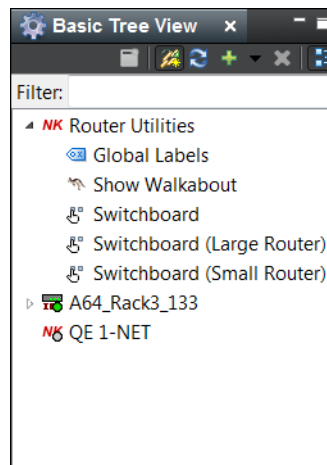 Basic Tree View
Filter:
NK Router Utilities
Global Labels
Show Walkabout
Switchboard
Switchboard (Large Router)
Switchboard (Small Router)
A64_Rack3_133
NK QE 1-NET